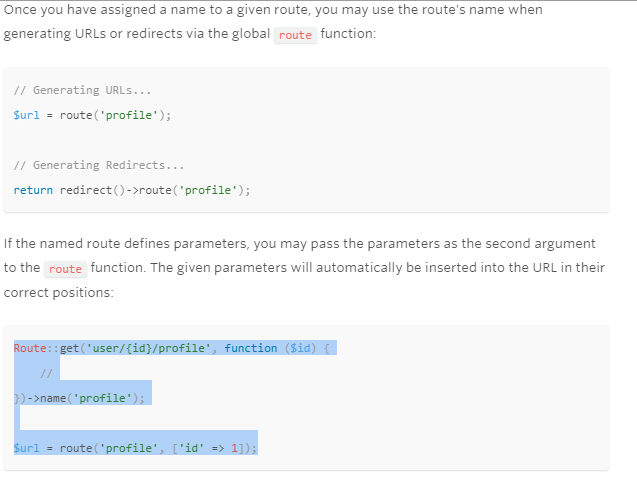 Once you have assigned a name to a given route, you may use the route's name when
generating URLs or redirects via the global route function:
// Generating URLs...
$url = route('profile');
// Generating Redirects...
return redirect()->route('profile');
If the named route defines parameters, you may pass the parameters as the second argument
to the route function. The given parameters will automatically be inserted into the URL in their
correct positions:
Route::get('user/{id}/profile', function ($id) {
    //
})->name('profile');
$url = route('profile', ['id' => 1]);